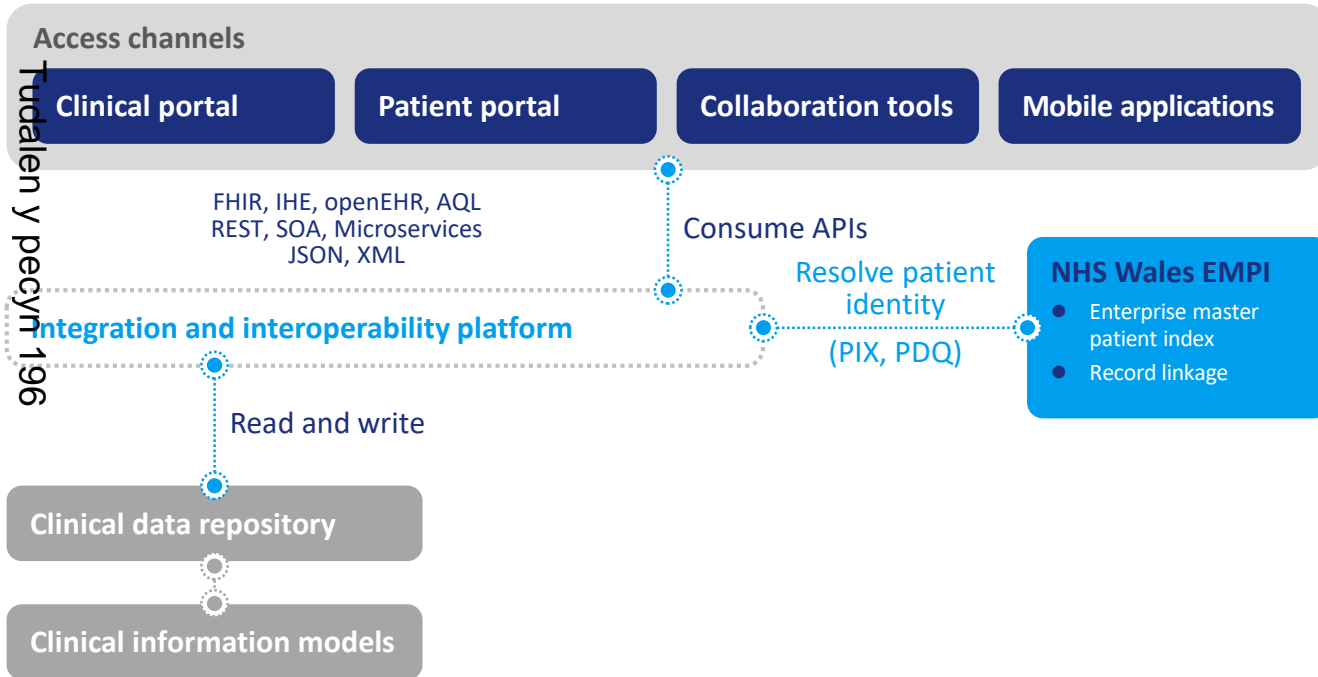 Access channels
Clinical portal
Patient portal
Collaboration tools
Mobile applications
Tudalen y pecyn 196
FHIR, IHE, openEHR, AQL
REST, SOA, Microservices
JSON, XML
Consume APIs
Resolve patient
identity
(PIX, PDQ)
NHS Wales EMPI
Enterprise master
patient index
Record linkage
Integration and interoperability platform
Read and write
Clinical data repository
Clinical information models